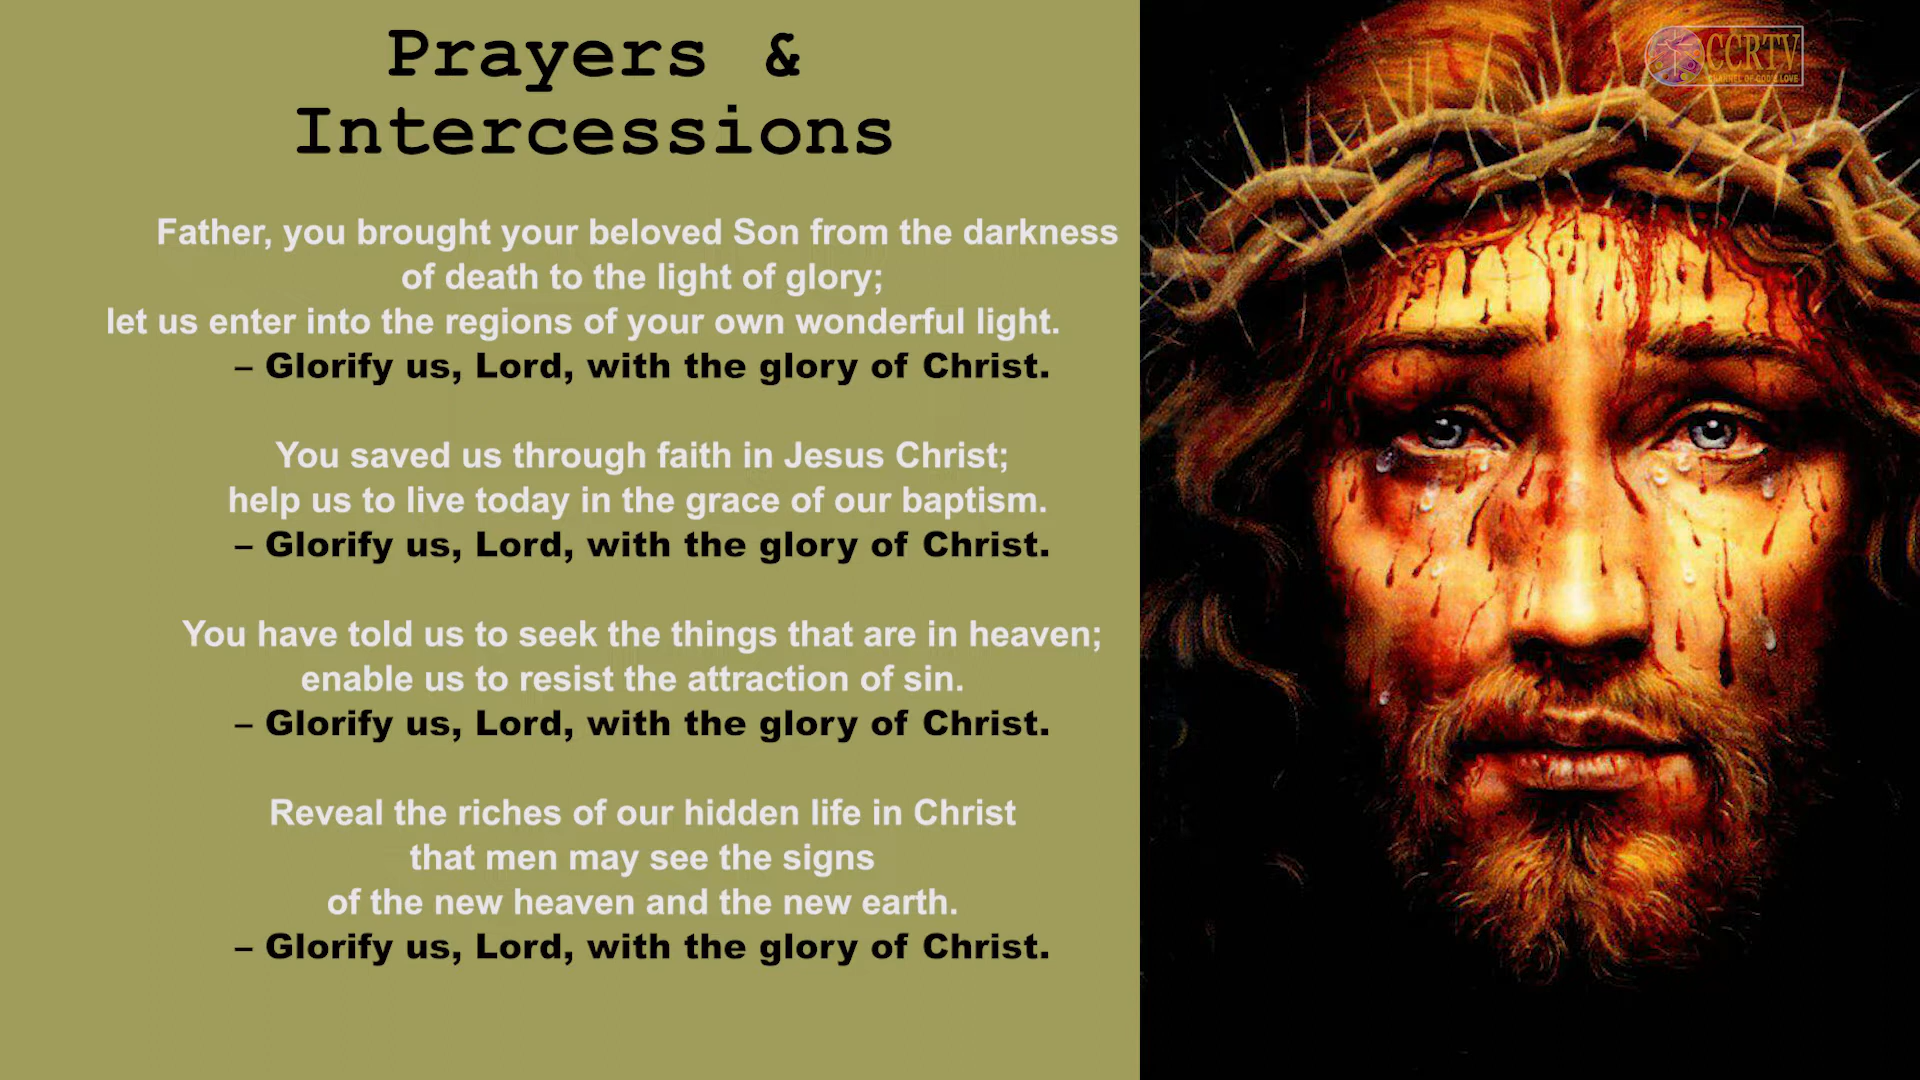 Prayers &
Intercessions
Father, you brought your beloved Son from the darkness
of death to the light of glory;
let us enter into the regions of your own wonderful light.
– Glorify us, Lord, with the glory of Christ.
You saved us through faith in Jesus Christ;
help us to live today in the grace of our baptism.
– Glorify us, Lord, with the glory of Christ.
You have told us to seek the things that are in heaven;
enable us to resist the attraction of sin.
– Glorify us, Lord, with the glory of Christ.
Reveal the riches of our hidden life in Christ
that men may see the signs
of the new heaven and the new earth.
– Glorify us, Lord, with the glory of Christ.
CCRTV
CHANNEL OF GOD'S LOVE